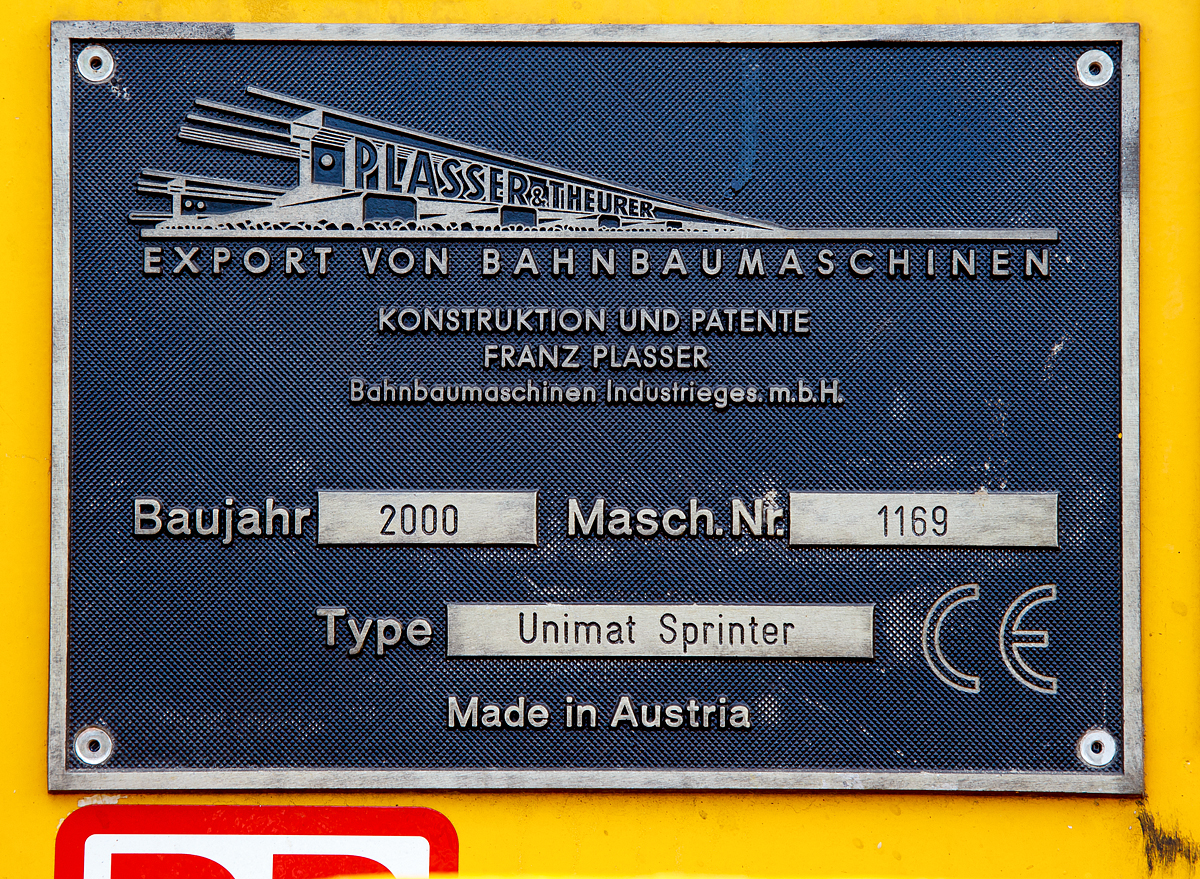 PLASSER & THEURER
EXPORT VON BAHNBAUMASCHINEN
KONSTRUKTION UND PATENTE
FRANZ PLASSER
Bahnbaumaschinen Industrieges. m.b.H.
Baujahr 2000 Masch. Nr. 1169
Type Unimat Sprinter CE
Made in Austria